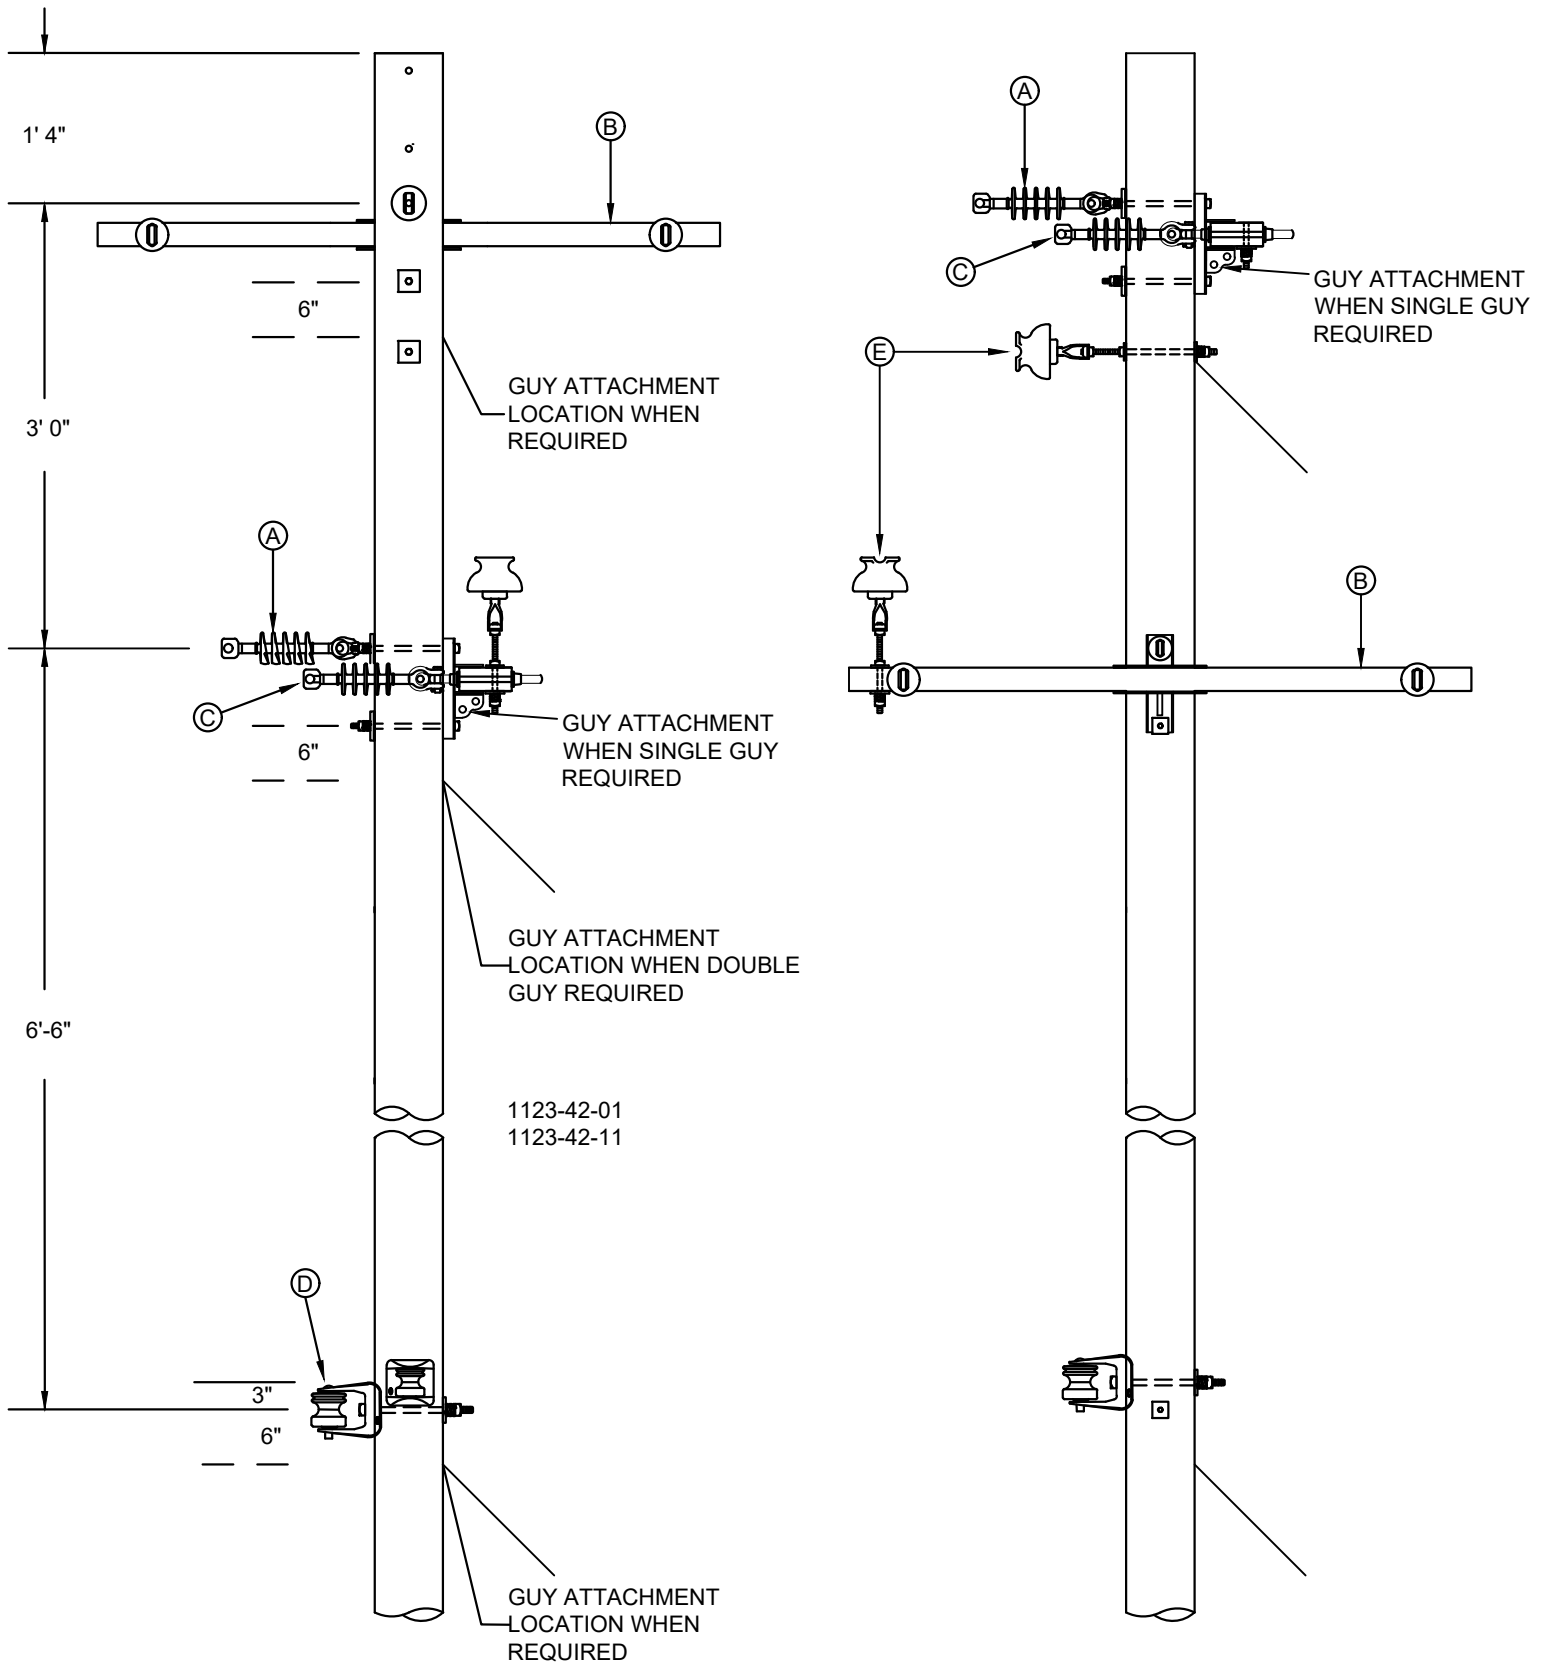 1' 4"
B
6"
GUY ATTACHMENT
LOCATION WHEN
REQUIRED
3' 0"
A
C
6"
GUY ATTACHMENT
WHEN SINGLE GUY
REQUIRED
GUY ATTACHMENT
LOCATION WHEN DOUBLE
GUY REQUIRED
6'-6"
1123-42-01
1123-42-11
D
3"
6"
GUY ATTACHMENT
LOCATION WHEN
REQUIRED
A
C
GUY ATTACHMENT
WHEN SINGLE GUY
REQUIRED
E
B